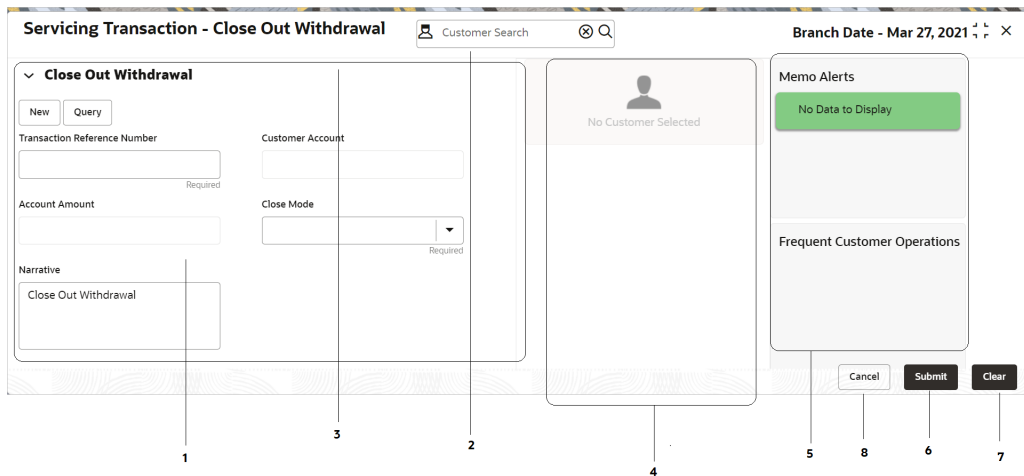 Servicing Transaction - Close Out Withdrawal
Customer Search
Branch Date - Mar 27, 2021
Close Out Withdrawal
New
Query
Transaction Reference Number
Customer Account
Required
Account Amount
Close Mode
Required
Narrative
Close Out Withdrawal
No Customer Selected
Memo Alerts
No Data to Display
Frequent Customer Operations
Cancel
Submit
Clear
1
3
2
4
5
8
6
7